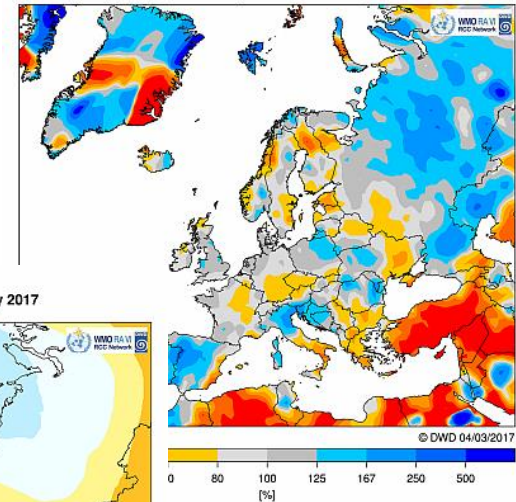 WMO RA VI
RCC Network
y 2017
WMO RA VI
RCC Network
© DWD 04/03/2017
0 80 100 125 167 250 500
[%]